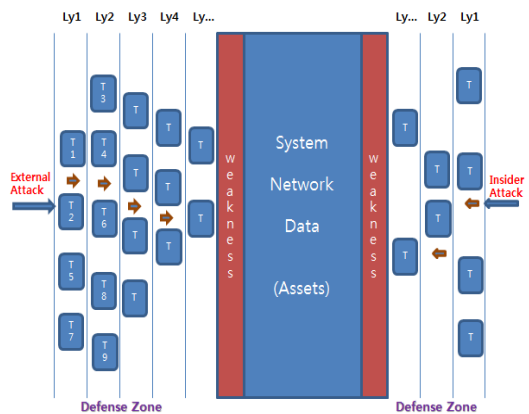 Ly1 Ly2 Ly3 Ly4 Ly... Ly... Ly2 Ly1
T
3
T
T
T
T
T
T
1
T
4
T
T
T
T
External
Attack
Insider
Attack
T
2
T
6
T
T
T
T
T
5
T
8
T
T
T
T
7
T
9
T
weakness
System
Network
Data
(Assets)
weakness
Defense Zone
Defense Zone